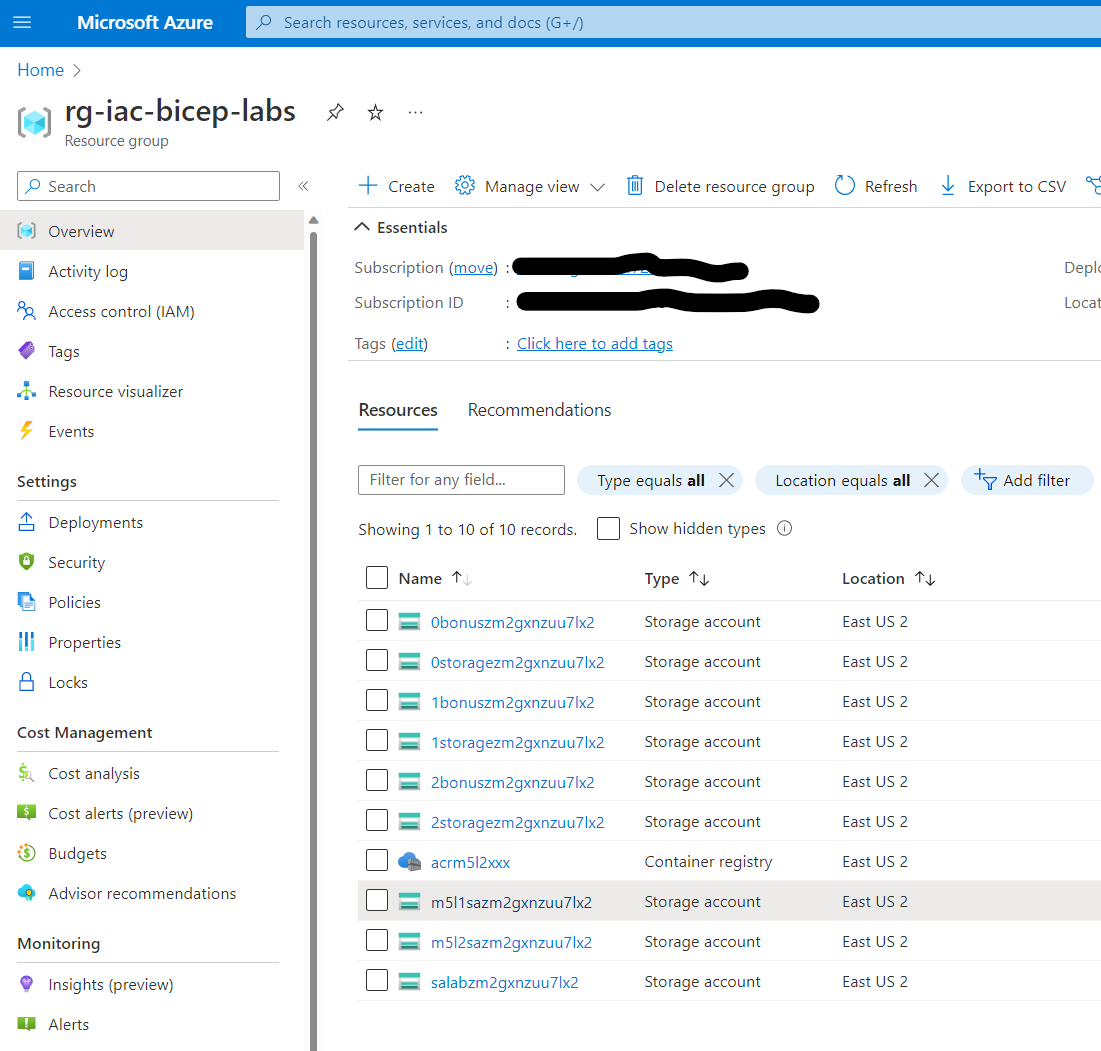 Microsoft Azure
Search resources, services, and docs (G+/)
Home
rg-iac-bicep-labs
Resource group
Search
Overview
Activity log
Access control (IAM)
Tags
Resource visualizer
Events
Settings
Deployments
Security
Policies
Properties
Locks
Cost Management
Cost analysis
Cost alerts (preview)
Budgets
Advisor recommendations
Monitoring
Insights (preview)
Alerts
Create Manage view Delete resource group Refresh Export to CSV
Essentials
Subscription (move) :
Subscription ID :
Tags (edit) : Click here to add tags
Resources Recommendations
Filter for any field... Type equals all Location equals all Add filter
Showing 1 to 10 of 10 records. Show hidden types
Name Type Location
0bonuszm2gxnzuu7lx2 Storage account East US 2
0storagezm2gxnzuu7lx2 Storage account East US 2
1bonuszm2gxnzuu7lx2 Storage account East US 2
1storagezm2gxnzuu7lx2 Storage account East US 2
2bonuszm2gxnzuu7lx2 Storage account East US 2
2storagezm2gxnzuu7lx2 Storage account East US 2
acrm5l2xxx Container registry East US 2
m5l1sazm2gxnzuu7lx2 Storage account East US 2
m5l2sazm2gxnzuu7lx2 Storage account East US 2
salabzm2gxnzuu7lx2 Storage account East US 2